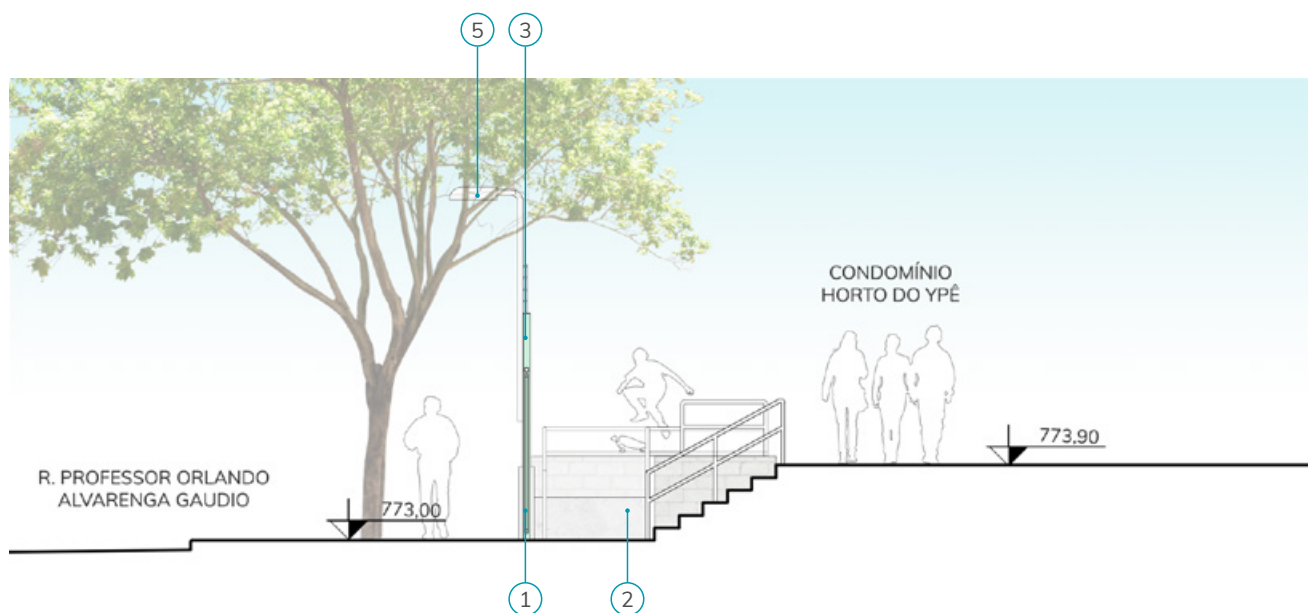 5
3
CONDOMÍNIO
HORTO DO YPÊ
773.90
R. PROFESSOR ORLANDO
ALVARENGA GAUDIO
773,00
1
2